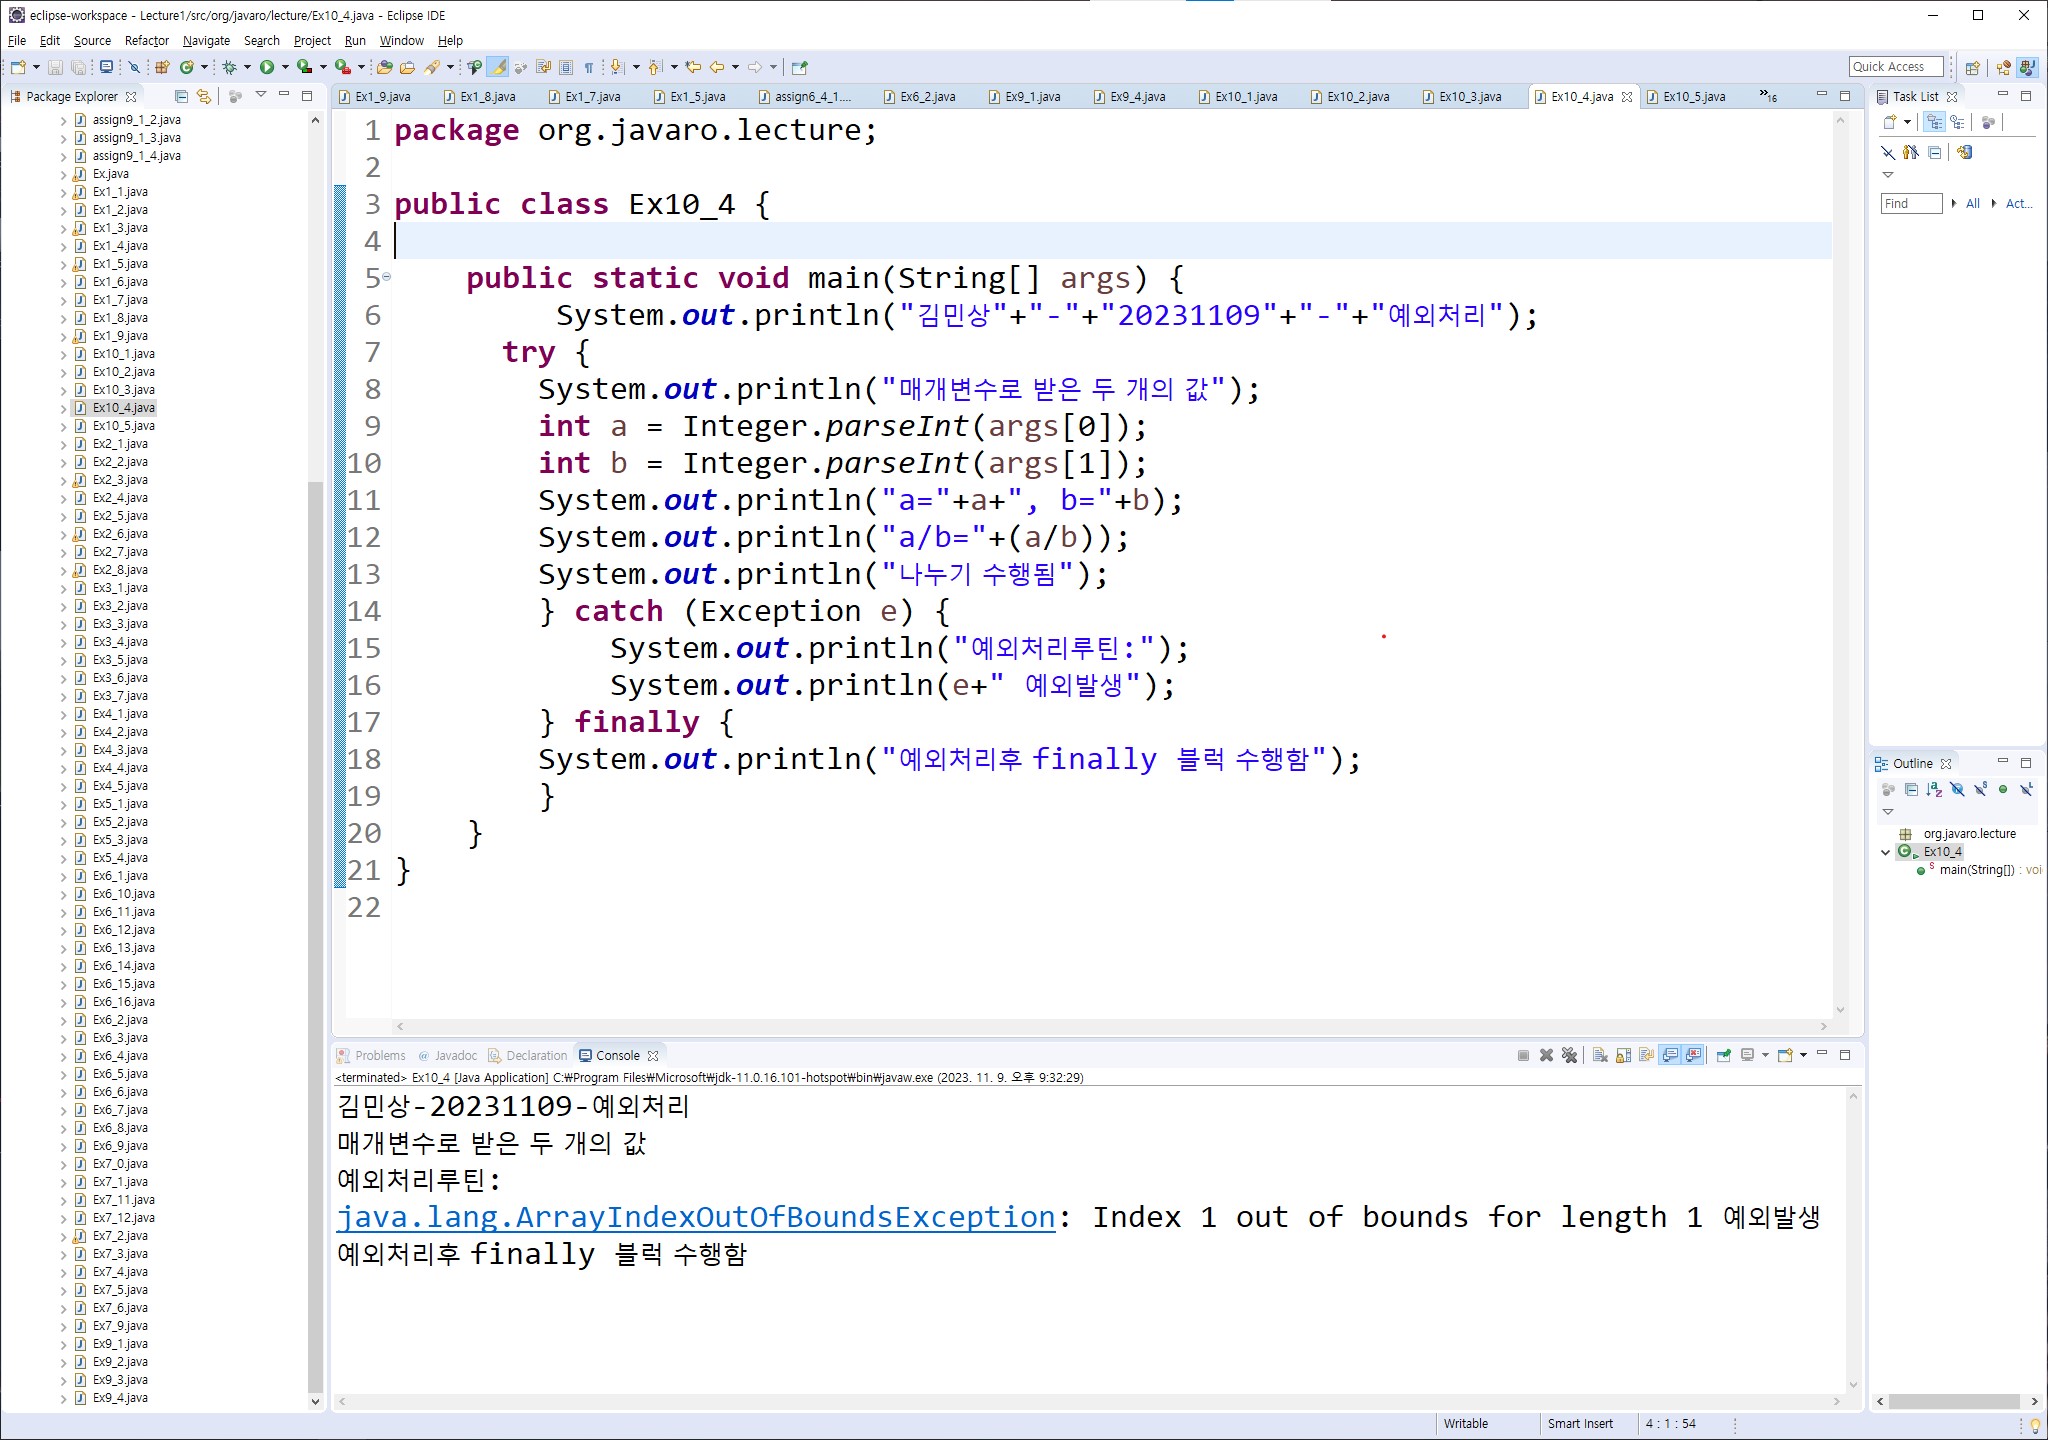 eclipse-workspace - Lecture1/src/org/javaro/lecture/Ex10_4.java - Eclipse IDE
File Edit Source Refactor Navigate Search Project Run Window Help
Quick Access
Package Explorer
assign9_1_2.java
assign9_1_3.java
assign9_1_4.java
Ex.java
Ex1_1.java
Ex1_2.java
Ex1_3.java
Ex1_4.java
Ex1_5.java
Ex1_6.java
Ex1_7.java
Ex1_8.java
Ex1_9.java
Ex10_1.java
Ex10_2.java
Ex10_3.java
Ex10_4.java
Ex10_5.java
Ex2_1.java
Ex2_2.java
Ex2_3.java
Ex2_4.java
Ex2_5.java
Ex2_6.java
Ex2_7.java
Ex2_8.java
Ex3_1.java
Ex3_2.java
Ex3_3.java
Ex3_4.java
Ex3_5.java
Ex3_6.java
Ex3_7.java
Ex4_1.java
Ex4_2.java
Ex4_3.java
Ex4_4.java
Ex4_5.java
Ex5_1.java
Ex5_2.java
Ex5_3.java
Ex5_4.java
Ex6_1.java
Ex6_10.java
Ex6_11.java
Ex6_12.java
Ex6_13.java
Ex6_14.java
Ex6_15.java
Ex6_16.java
Ex6_2.java
Ex6_3.java
Ex6_4.java
Ex6_5.java
Ex6_6.java
Ex6_7.java
Ex6_8.java
Ex6_9.java
Ex7_0.java
Ex7_1.java
Ex7_11.java
Ex7_12.java
Ex7_2.java
Ex7_3.java
Ex7_4.java
Ex7_5.java
Ex7_6.java
Ex7_9.java
Ex9_1.java
Ex9_2.java
Ex9_3.java
Ex9_4.java
Ex1_9.java Ex1_8.java Ex1_7.java Ex1_5.java assign6_4_1.... Ex6_2.java Ex9_1.java Ex9_4.java Ex10_1.java Ex10_2.java Ex10_3.java Ex10_4.java Ex10_5.java »16
1 package org.javaro.lecture;
2
3 public class Ex10_4 {
4
5 public static void main(String[] args) {
6 System.out.println("김민상"+"-"+"20231109"+"-"+"예외처리");
7 try {
8 System.out.println("매개변수로 받은 두 개의 값");
9 int a = Integer.parseInt(args[0]);
10 int b = Integer.parseInt(args[1]);
11 System.out.println("a="+a+", b="+b);
12 System.out.println("a/b="+(a/b));
13 System.out.println("나누기 수행됨");
14 } catch (Exception e) {
15 System.out.println("예외처리루틴:");
16 System.out.println(e+" 예외발생");
17 } finally {
18 System.out.println("예외처리후 finally 블럭 수행함");
19 }
20 }
21 }
22
Problems Javadoc Declaration Console
<terminated> Ex10_4 [Java Application] C:₩Program Files₩Microsoft₩jdk-11.0.16.101-hotspot₩bin₩javaw.exe (2023. 11. 9. 오후 9:32:29)
김민상-20231109-예외처리
매개변수로 받은 두 개의 값
예외처리루틴:
java.lang.ArrayIndexOutOfBoundsException: Index 1 out of bounds for length 1 예외발생
예외처리후 finally 블럭 수행함
Task List
Find All Act...
Outline
org.javaro.lecture
Ex10_4
main(String[]) : voi
Writable Smart Insert 4 : 1 : 54